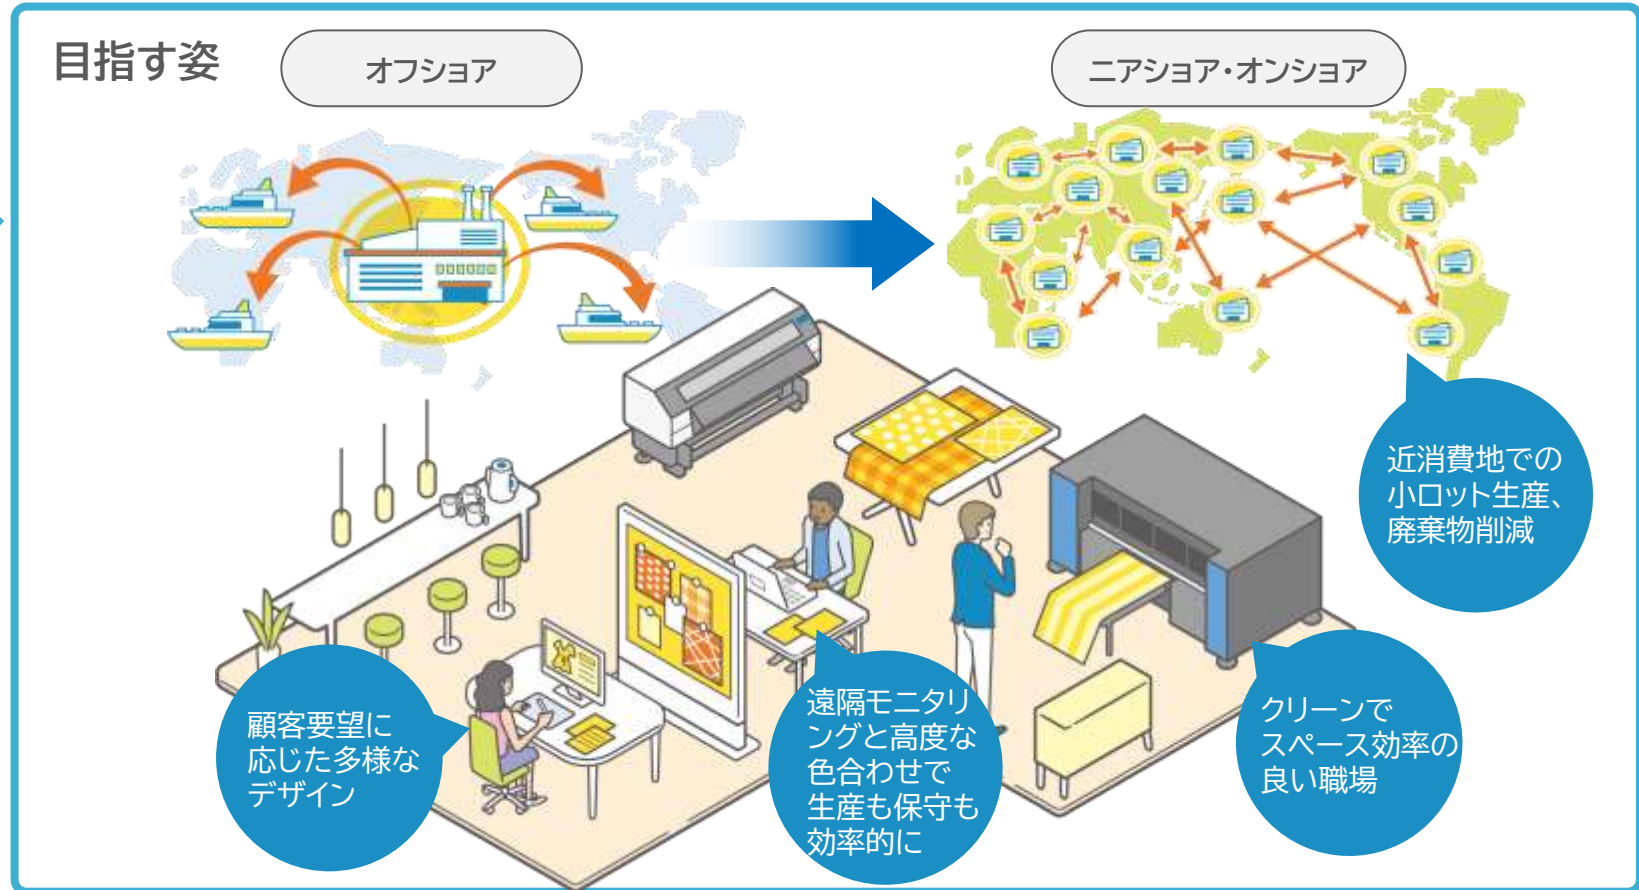 目指す姿
オフショア
ニアショア・オンショア
近消費地での
小ロット生産、
廃棄物削減
顧客要望に
応じた多様な
デザイン
遠隔モニタリ
ングと高度な
色合わせで
生産も保守も
効率的に
クリーンで
スペース効率の
良い職場